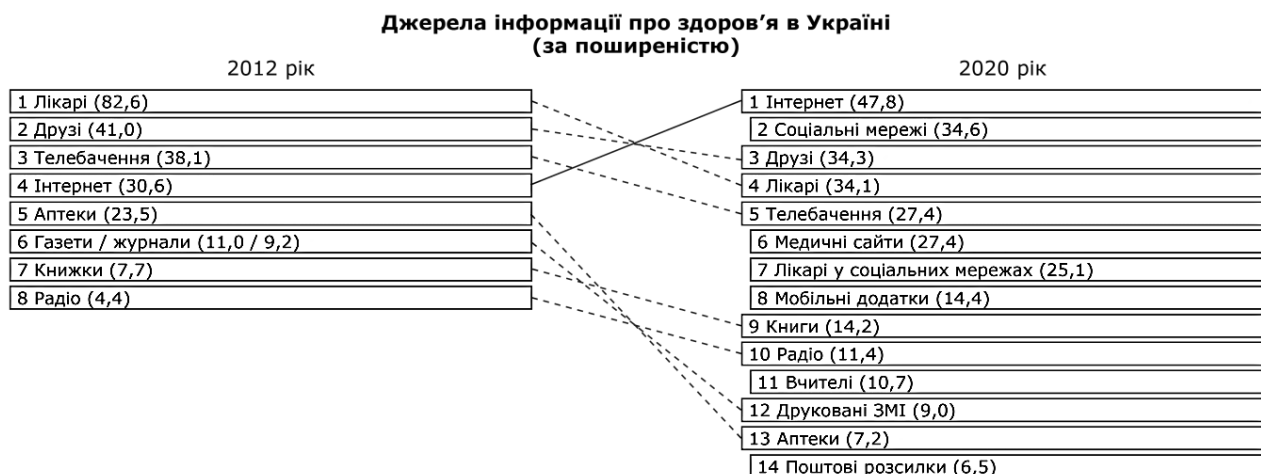 Джерела інформації про здоров’я в Україні
(за поширеністю)
2012 рік
1 Лікарі (82,6)
2 Друзі (41,0)
3 Телебачення (38,1)
4 Інтернет (30,6)
5 Аптеки (23,5)
6 Газети / журнали (11,0 / 9,2)
7 Книжки (7,7)
8 Радіо (4,4)
2020 рік
1 Інтернет (47,8)
2 Соціальні мережі (34,6)
3 Друзі (34,3)
4 Лікарі (34,1)
5 Телебачення (27,4)
6 Медичні сайти (27,4)
7 Лікарі у соціальних мережах (25,1)
8 Мобільні додатки (14,4)
9 Книги (14,2)
10 Радіо (11,4)
11 Вчителі (10,7)
12 Друковані ЗМІ (9,0)
13 Аптеки (7,2)
14 Поштові розсилки (6,5)